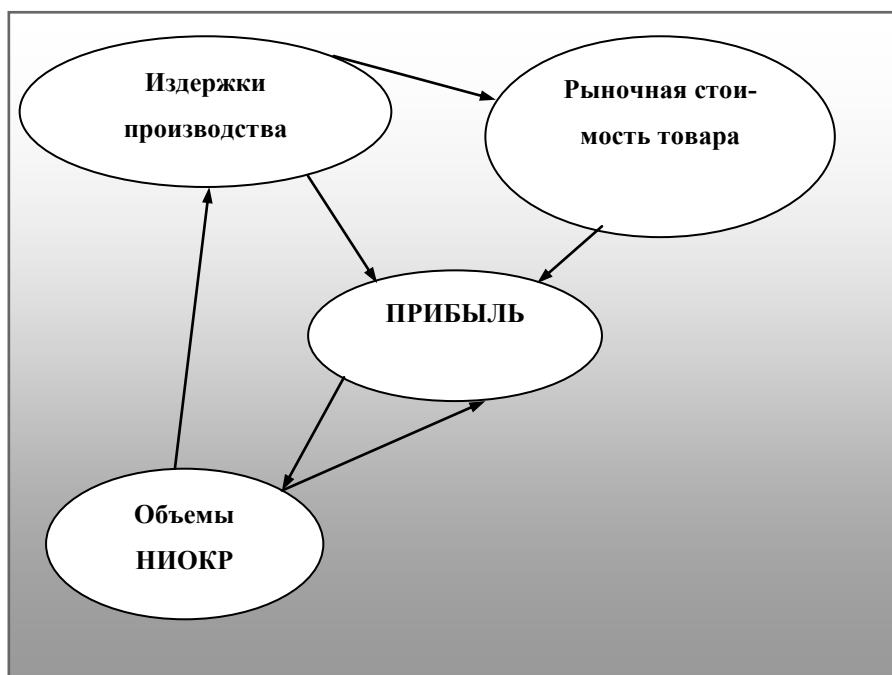 Издержки
производства
Рыночная стои-
мость товара
ПРИБЫЛЬ
Объемы
НИОКР